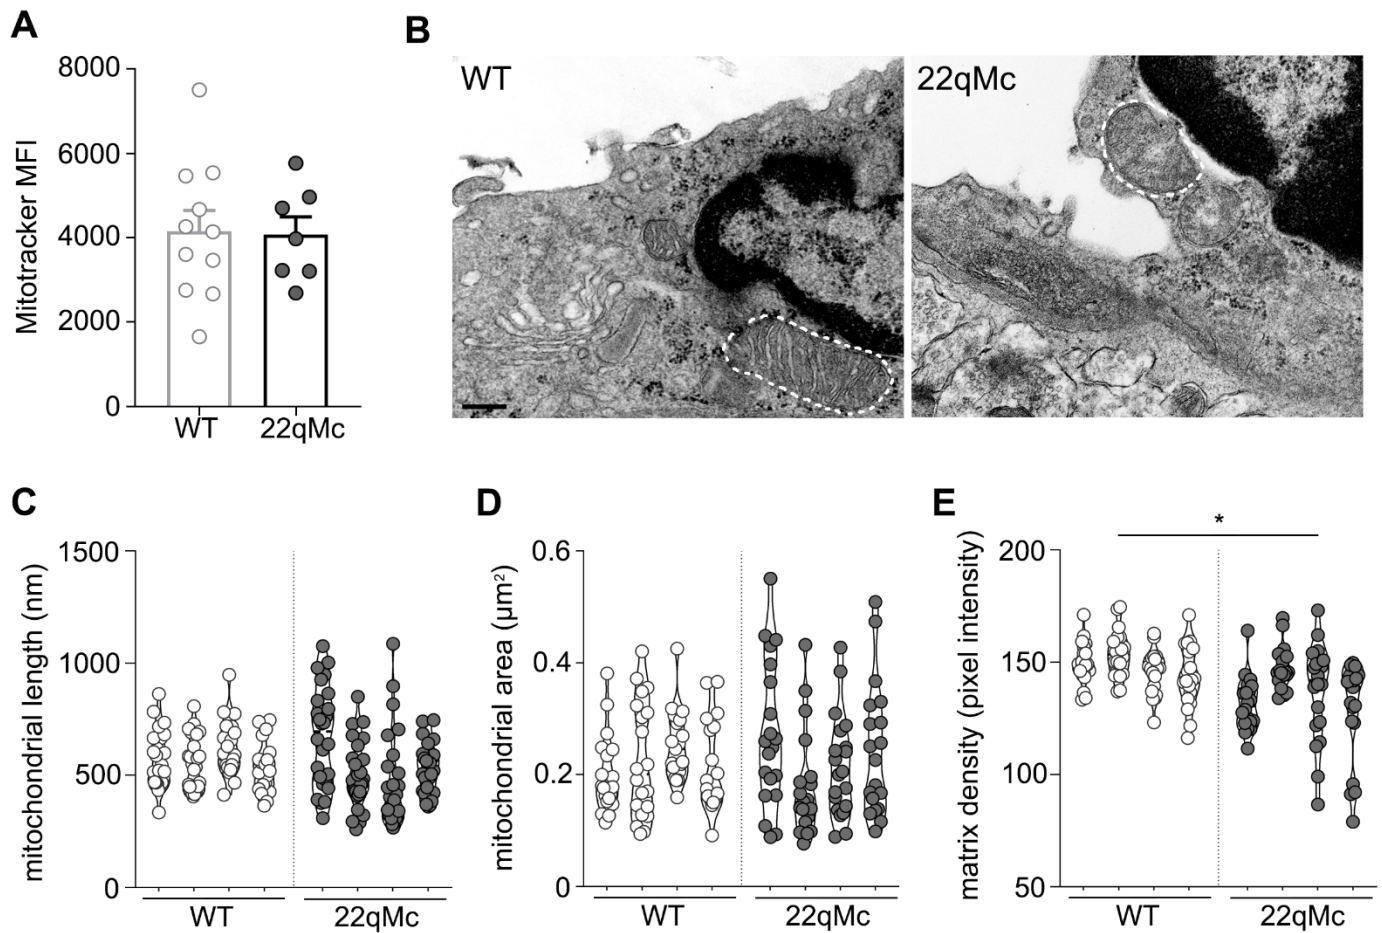 A
B
8000
6000
4000
2000
0
Mitotracker MFI
WT
22qMc
WT
22qMc
C
D
E
1500
1000
500
0
mitochondrial length (nm)
WT
22qMc
0.6
0.4
0.2
0
mitochondrial area (µm²)
WT
22qMc
*
200
150
100
50
matrix density (pixel intensity)
WT
22qMc